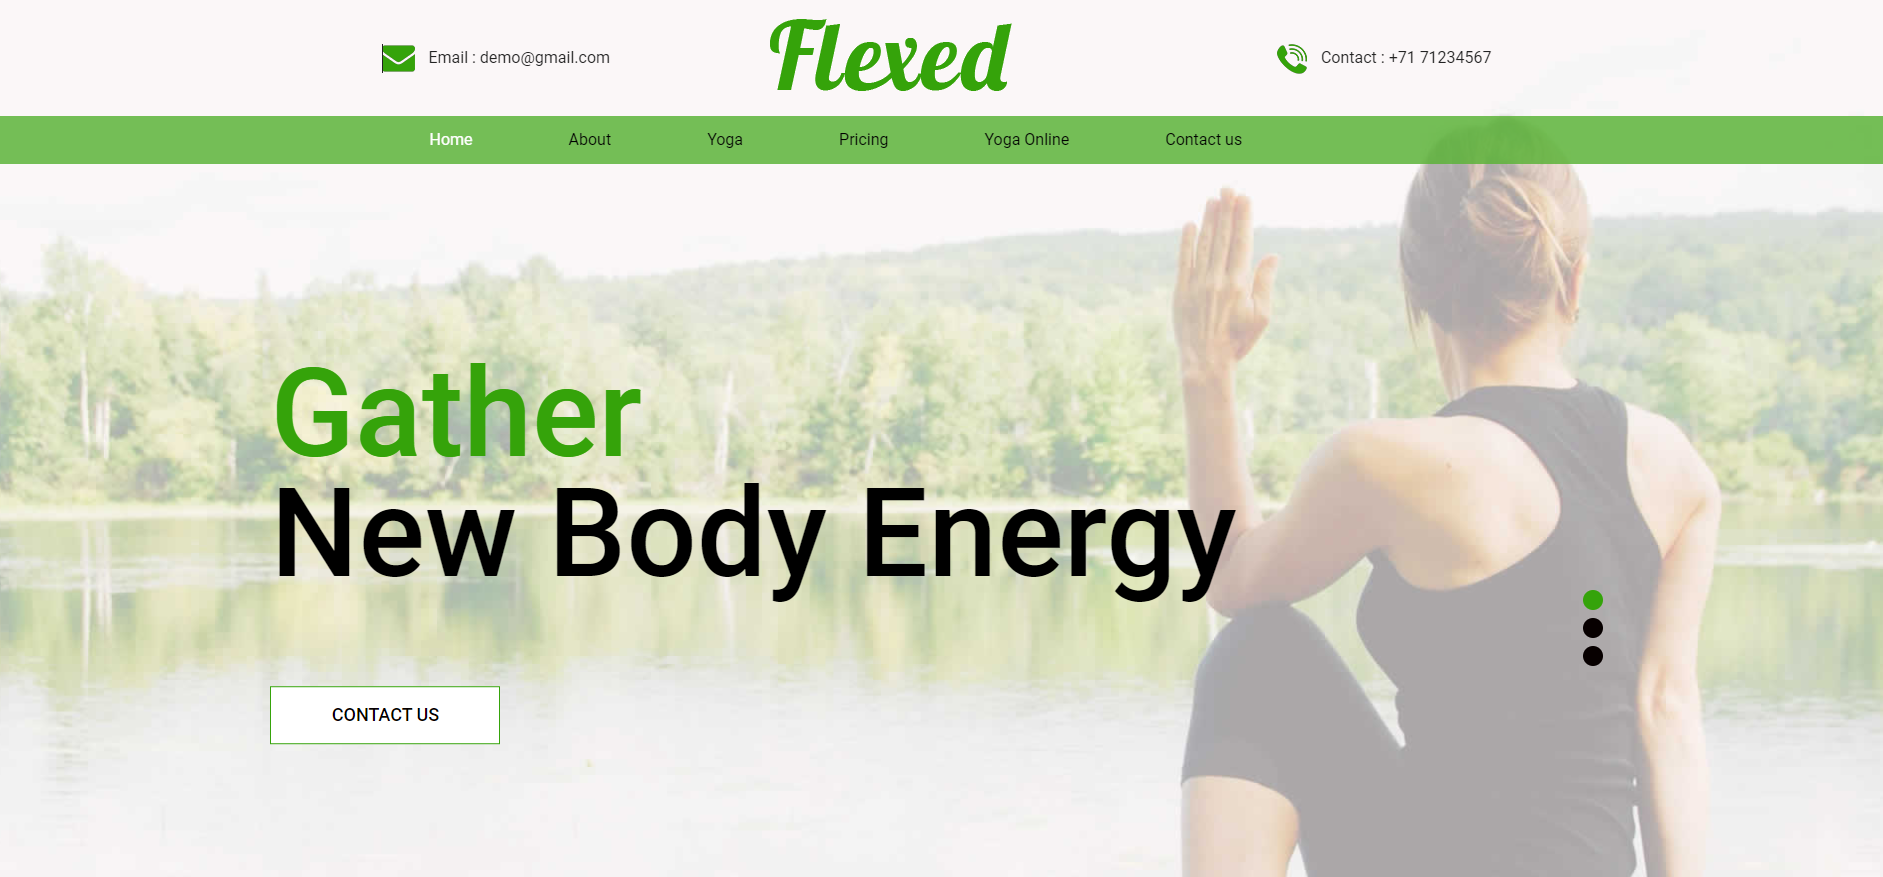 Email : demo@gmail.com
Flexed
Contact : +71 71234567
Home
About
Yoga
Pricing
Yoga Online
Contact us
Gather
New Body Energy
CONTACT US